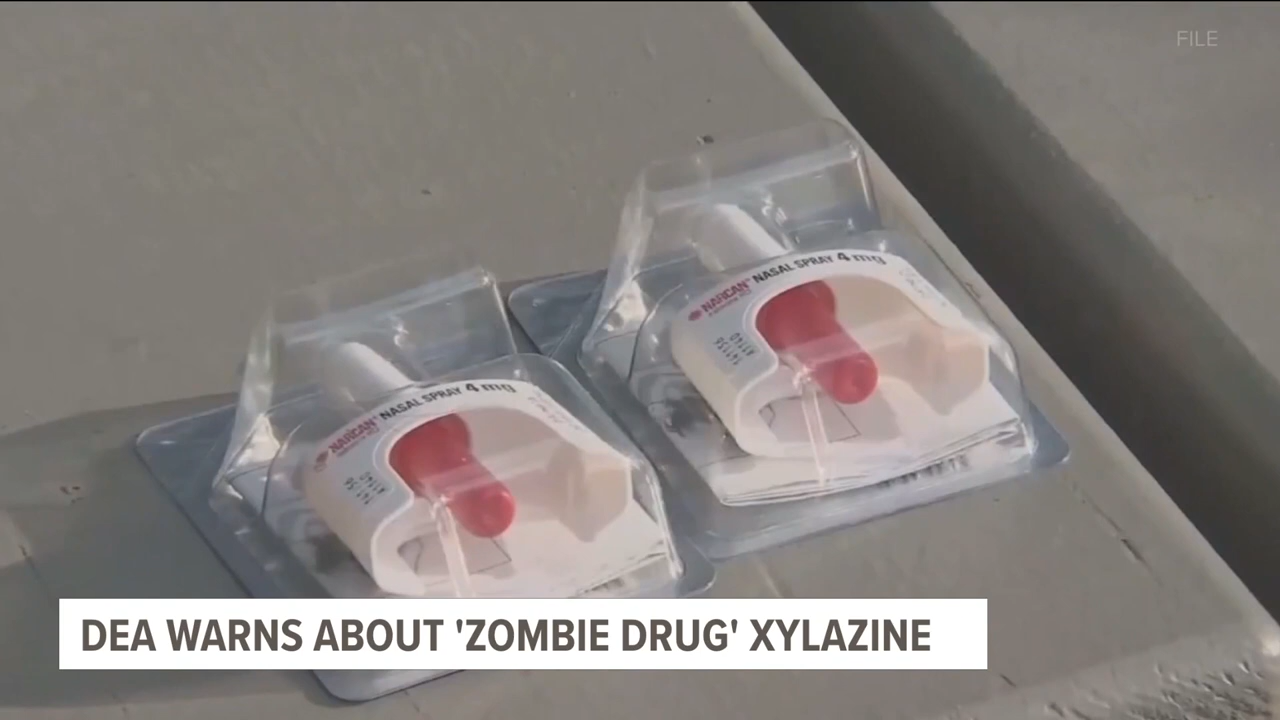 FILE
NARCAN NASAL SPRAY 4 mg
NARCAN NASAL SPRAY 4 mg
DEA WARNS ABOUT 'ZOMBIE DRUG' XYLAZINE